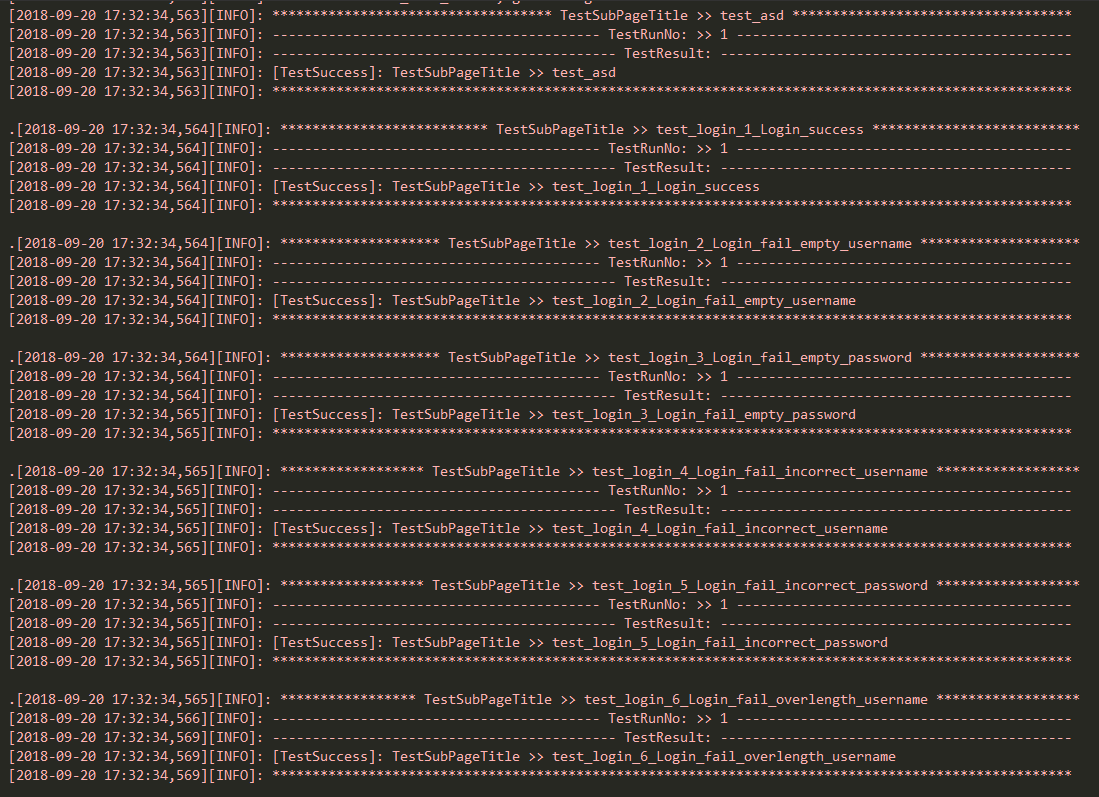 [2018-09-20 17:32:34,563][INFO]: *********************************** TestSubPageTitle >> test_asd ***********************************
[2018-09-20 17:32:34,563][INFO]: ----------------------------------------- TestRunNo: >> 1 ------------------------------------------
[2018-09-20 17:32:34,563][INFO]: ------------------------------------------- TestResult: --------------------------------------------
[2018-09-20 17:32:34,563][INFO]: [TestSuccess]: TestSubPageTitle >> test_asd
[2018-09-20 17:32:34,563][INFO]: ****************************************************************************************************
.[2018-09-20 17:32:34,564][INFO]: ************************** TestSubPageTitle >> test_login_1_Login_success **************************
[2018-09-20 17:32:34,564][INFO]: ----------------------------------------- TestRunNo: >> 1 ------------------------------------------
[2018-09-20 17:32:34,564][INFO]: ------------------------------------------- TestResult: --------------------------------------------
[2018-09-20 17:32:34,564][INFO]: [TestSuccess]: TestSubPageTitle >> test_login_1_Login_success
[2018-09-20 17:32:34,564][INFO]: ****************************************************************************************************
.[2018-09-20 17:32:34,564][INFO]: ******************** TestSubPageTitle >> test_login_2_Login_fail_empty_username ********************
[2018-09-20 17:32:34,564][INFO]: ----------------------------------------- TestRunNo: >> 1 ------------------------------------------
[2018-09-20 17:32:34,564][INFO]: ------------------------------------------- TestResult: --------------------------------------------
[2018-09-20 17:32:34,564][INFO]: [TestSuccess]: TestSubPageTitle >> test_login_2_Login_fail_empty_username
[2018-09-20 17:32:34,564][INFO]: ****************************************************************************************************
.[2018-09-20 17:32:34,564][INFO]: ******************** TestSubPageTitle >> test_login_3_Login_fail_empty_password ********************
[2018-09-20 17:32:34,564][INFO]: ----------------------------------------- TestRunNo: >> 1 ------------------------------------------
[2018-09-20 17:32:34,564][INFO]: ------------------------------------------- TestResult: --------------------------------------------
[2018-09-20 17:32:34,565][INFO]: [TestSuccess]: TestSubPageTitle >> test_login_3_Login_fail_empty_password
[2018-09-20 17:32:34,565][INFO]: ****************************************************************************************************
.[2018-09-20 17:32:34,565][INFO]: ****************** TestSubPageTitle >> test_login_4_Login_fail_incorrect_username ******************
[2018-09-20 17:32:34,565][INFO]: ----------------------------------------- TestRunNo: >> 1 ------------------------------------------
[2018-09-20 17:32:34,565][INFO]: ------------------------------------------- TestResult: --------------------------------------------
[2018-09-20 17:32:34,565][INFO]: [TestSuccess]: TestSubPageTitle >> test_login_4_Login_fail_incorrect_username
[2018-09-20 17:32:34,565][INFO]: ****************************************************************************************************
.[2018-09-20 17:32:34,565][INFO]: ****************** TestSubPageTitle >> test_login_5_Login_fail_incorrect_password ******************
[2018-09-20 17:32:34,565][INFO]: ----------------------------------------- TestRunNo: >> 1 ------------------------------------------
[2018-09-20 17:32:34,565][INFO]: ------------------------------------------- TestResult: --------------------------------------------
[2018-09-20 17:32:34,565][INFO]: [TestSuccess]: TestSubPageTitle >> test_login_5_Login_fail_incorrect_password
[2018-09-20 17:32:34,565][INFO]: ****************************************************************************************************
.[2018-09-20 17:32:34,565][INFO]: ***************** TestSubPageTitle >> test_login_6_Login_fail_overlength_username ******************
[2018-09-20 17:32:34,566][INFO]: ----------------------------------------- TestRunNo: >> 1 ------------------------------------------
[2018-09-20 17:32:34,569][INFO]: ------------------------------------------- TestResult: --------------------------------------------
[2018-09-20 17:32:34,569][INFO]: [TestSuccess]: TestSubPageTitle >> test_login_6_Login_fail_overlength_username
[2018-09-20 17:32:34,569][INFO]: ****************************************************************************************************